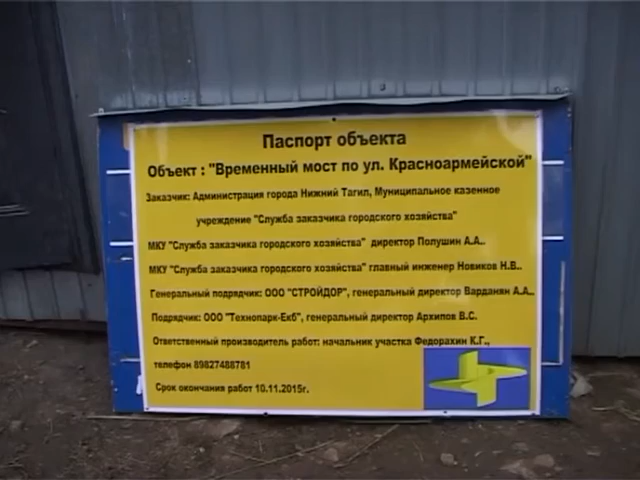 Паспорт объекта
Объект : "Временный мост по ул. Красноармейской"
Заказчик: Администрация города Нижний Тагил, Муниципальное казенное
учреждение "Служба заказчика городского хозяйства"
МКУ "Служба заказчика городского хозяйства" директор Полушин А.А..
МКУ "Служба заказчика городского хозяйства" главный инженер Новиков Н.В..
Генеральный подрядчик: ООО "СТРОЙДОР", генеральный директор Варданян А.А..
Подрядчик: ООО "Технопарк-Екб", генеральный директор Архипов В.С.
Ответственный производитель работ: начальник участка Федорахин К.Г.,
телефон 89827488781
Срок окончания работ 10.11.2015г.